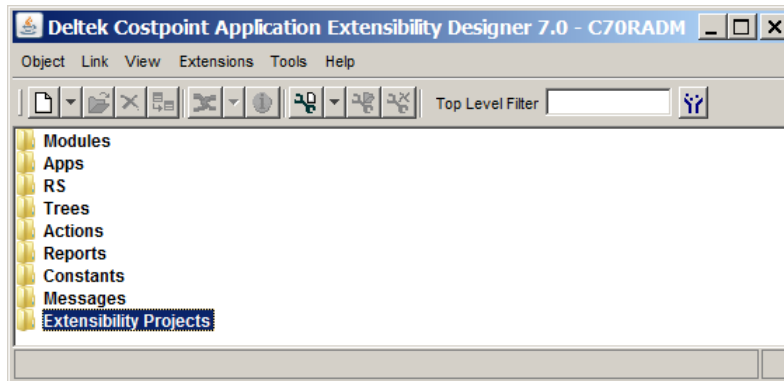 Deltek Costpoint Application Extensibility Designer 7.0 - C70RADM
Object Link View Extensions Tools Help
Top Level Filter
Modules
Apps
RS
Trees
Actions
Reports
Constants
Messages
Extensibility Projects